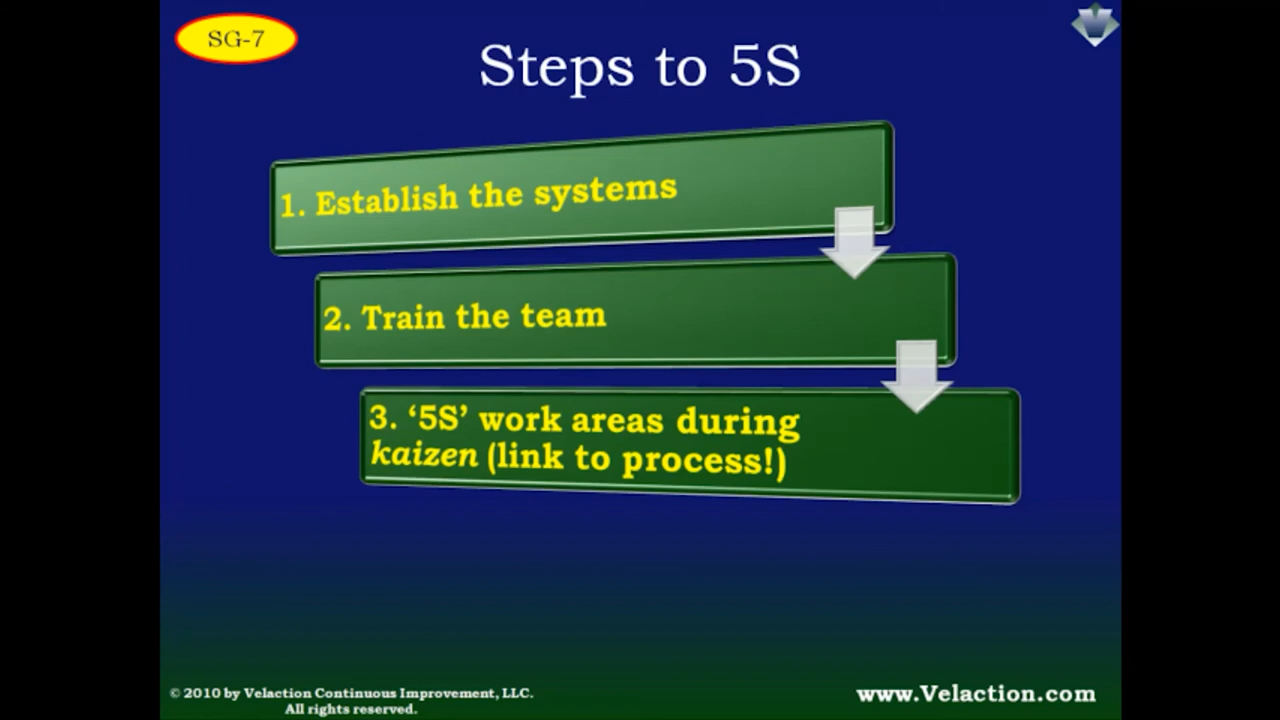 SG-7
Steps to 5S
1. Establish the systems
2. Train the team
3. ‘5S’ work areas during
kaizen (link to process!)
© 2010 by Velaction Continuous Improvement, LLC.
All rights reserved.
www.Velaction.com